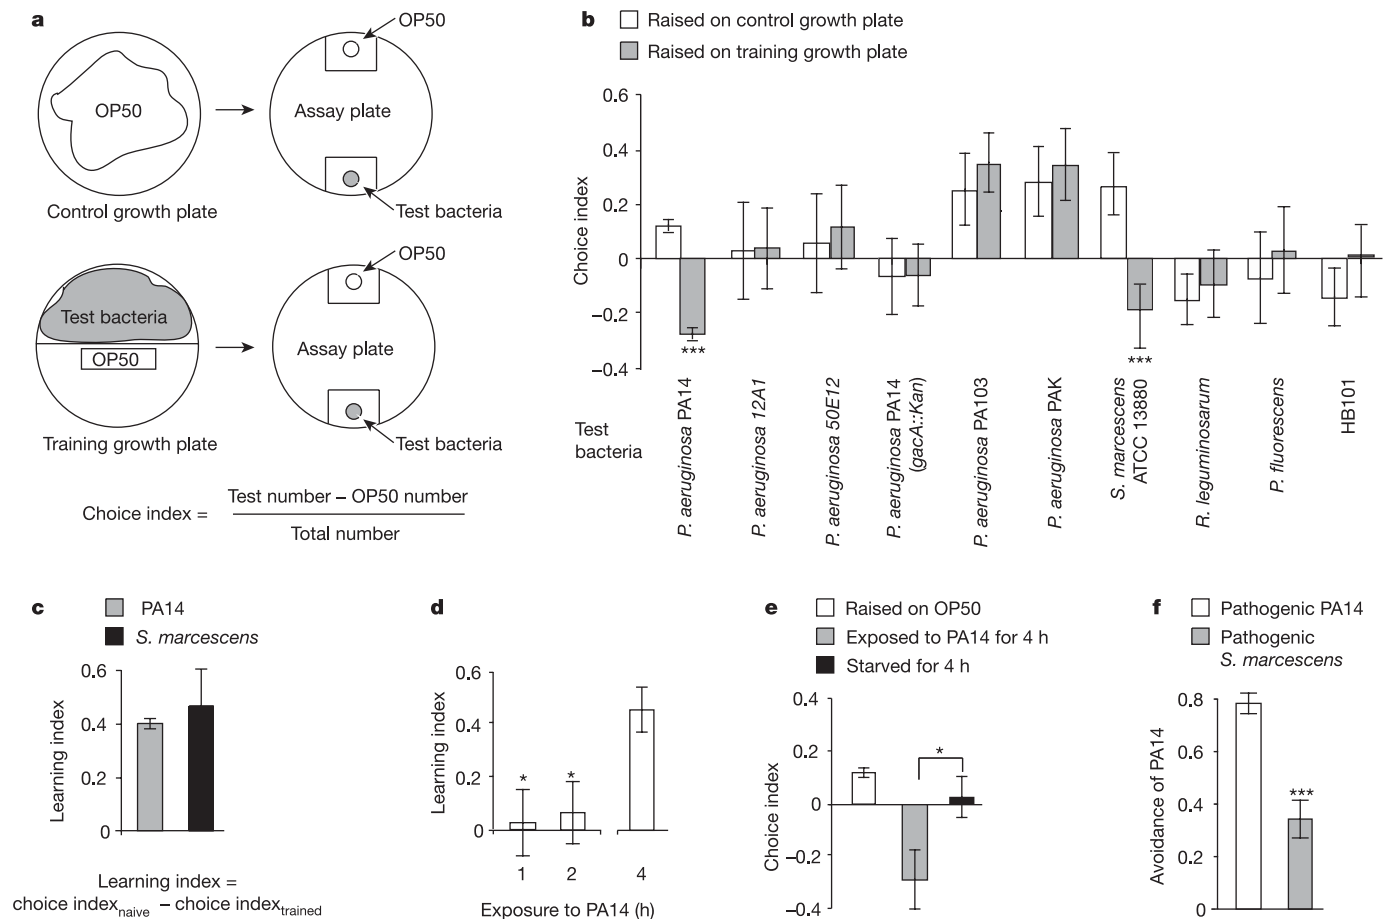 a
OP50
OP50
Assay plate
Test bacteria
Control growth plate
Test bacteria
OP50
OP50
Assay plate
Test bacteria
Training growth plate
Choice index =
Test number – OP50 number
Total number
b
Raised on control growth plate
Raised on training growth plate
Choice index
0.6
0.4
0.2
0
–0.2
–0.4
***
***
Test
bacteria
P. aeruginosa PA14
P. aeruginosa 12A1
P. aeruginosa 50E12
P. aeruginosa PA14
(gacA::Kan)
P. aeruginosa PA103
P. aeruginosa PAK
S. marcescens
ATCC 13880
R. leguminosarum
P. fluorescens
HB101
c
PA14
S. marcescens
Learning index
0.6
0.4
0.2
0
Learning index =
choice index naive – choice index trained
d
Learning index
0.6
0.4
0.2
0
*
*
1
2
4
Exposure to PA14 (h)
e
Raised on OP50
Exposed to PA14 for 4 h
Starved for 4 h
Choice index
0.4
0.2
0
–0.2
–0.4
*
f
Pathogenic PA14
Pathogenic
S. marcescens
Avoidance of PA14
0.8
0.6
0.4
0.2
0
***